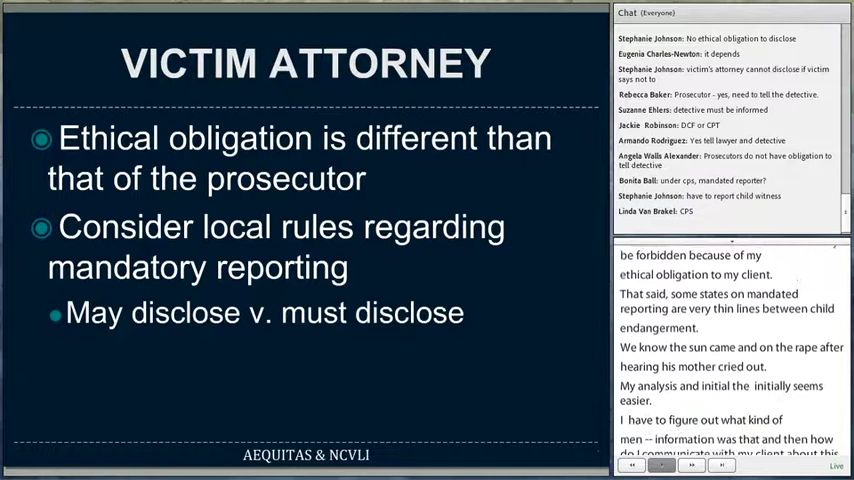 VICTIM ATTORNEY
Ethical obligation is different than
that of the prosecutor
Consider local rules regarding
mandatory reporting
May disclose v. must disclose
AEQUITAS & NCVLI
Chat (Everyone)
Stephanie Johnson: No ethical obligation to disclose
Eugenia Charles-Newton: it depends
Stephanie Johnson: victim's attorney cannot disclose if victim
says not to
Rebecca Baker: Prosecutor - yes, need to tell the detective.
Suzanne Ehlers: detective must be informed
Jackie Robinson: DCF or CPT
Armando Rodriguez: Yes tell lawyer and detective
Angela Walls Alexander: Prosecutors do not have obligation to
tell detective
Bonita Ball: under cps, mandated reporter?
Stephanie Johnson: have to report child witness
Linda Van Brakel: CPS
be forbidden because of my
ethical obligation to my client.
That said, some states on mandated
reporting are very thin lines between child
endangerment.
We know the sun came and on the rape after
hearing his mother cried out.
My analysis and initial the initially seems
easier.
I have to figure out what kind of
men -- information was that and then how
do I communicate with my client about this
Live